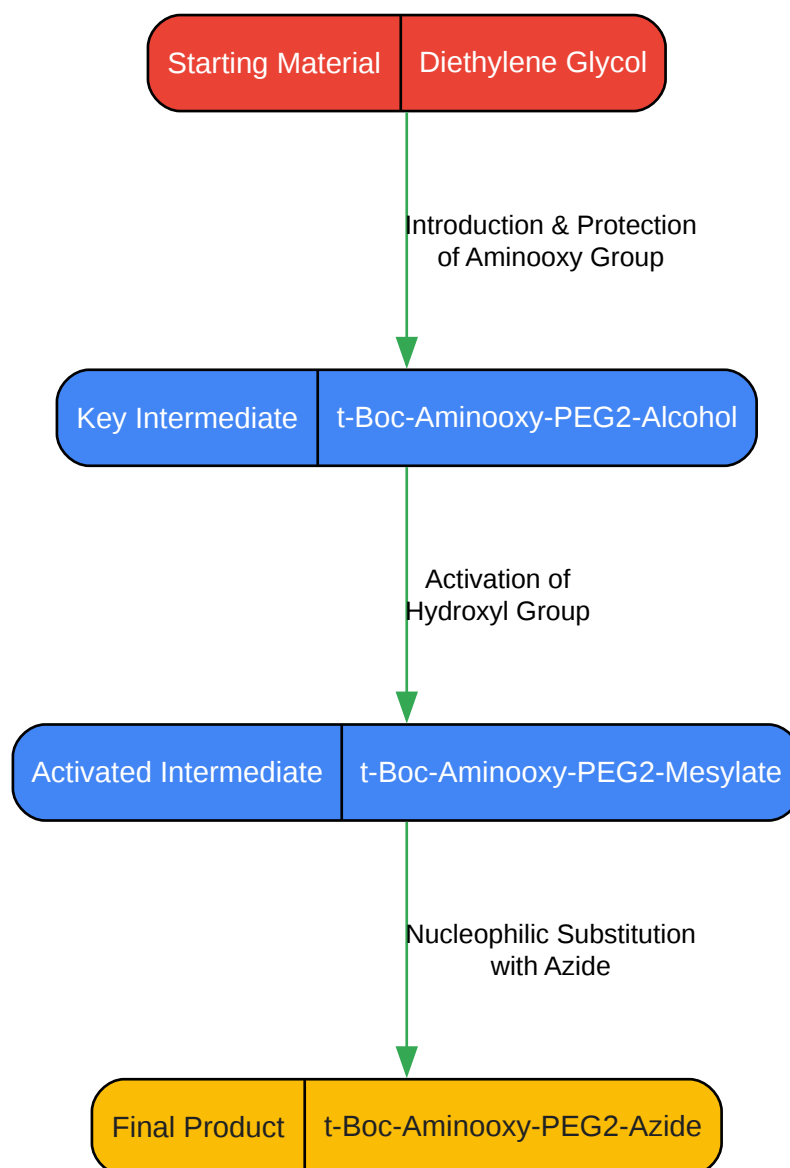 Starting Material
Diethylene Glycol
Introduction & Protection
of Aminooxy Group
Key Intermediate
t-Boc-Aminooxy-PEG2-Alcohol
Activation of
Hydroxyl Group
Activated Intermediate
t-Boc-Aminooxy-PEG2-Mesylate
Nucleophilic Substitution
with Azide
Final Product
t-Boc-Aminooxy-PEG2-Azide